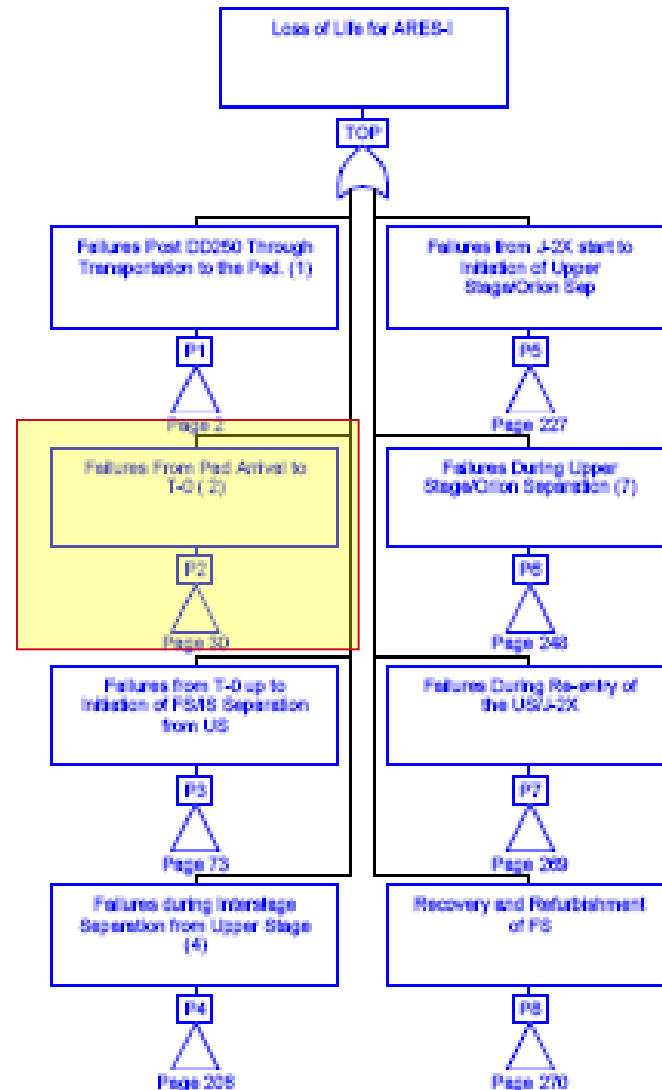 Loss of Life for ARES-I
TOP
Failures Post DD250 Through
Transportation to the Pad. (1)
P1
Page 2
Failures From Pad Arrival to
T-0 ( 2)
P2
Page 30
Failures from T-0 up to
Initiation of FS/IS Separation
from US
P3
Page 73
Failures during Interstage
Separation from Upper Stage
(4)
P4
Page 208
Failures from J-2X start to
Initiation of Upper
Stage/Orion Sep
P5
Page 227
Failures During Upper
Stage/Orion Separation (7)
P6
Page 248
Failures During Re-entry of
the US/J-2X
P7
Page 269
Recovery and Refurbishment
of FS
P8
Page 270